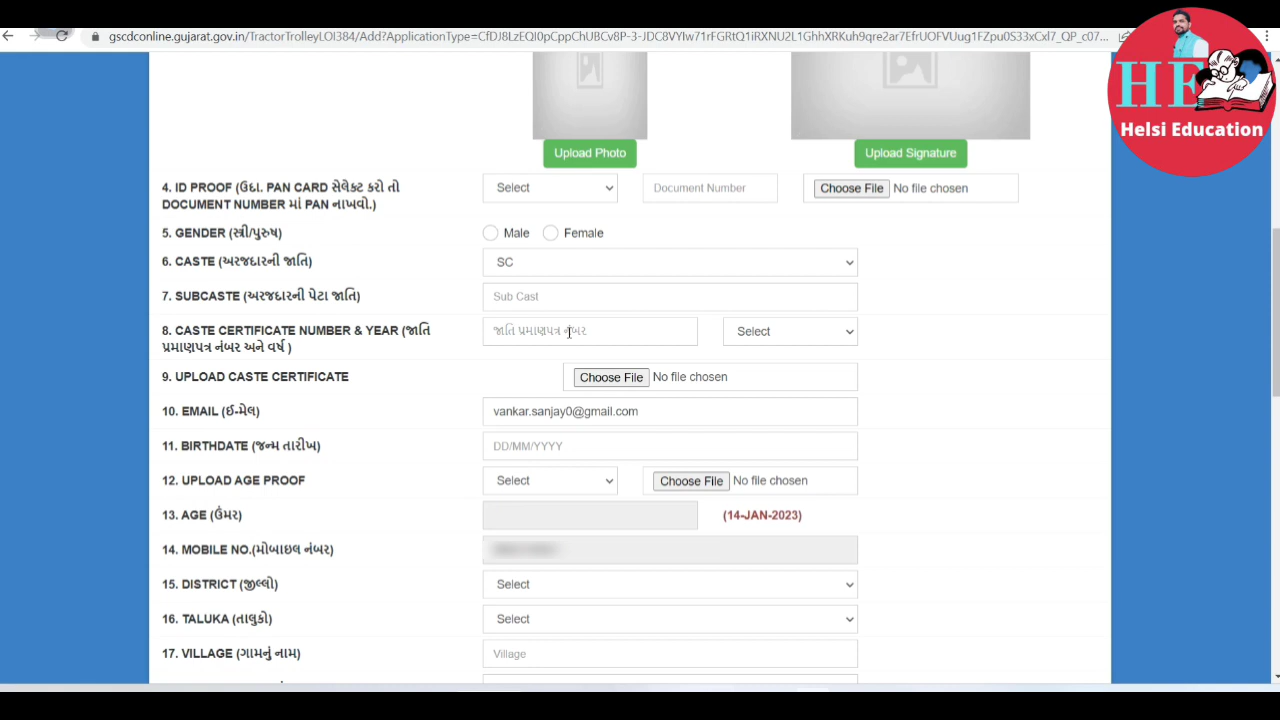 gscdconline.gujarat.gov.in/TractorTrolleyLOI384/Add?ApplicationType=CfDJ8LzEQI0pCppChUBCv8P-3-JDC8VYIw71rFGRtQ1iRXNU2L1GhhXRKuh9qre2ar7EfrUOFVUug1FZpu0S33xCxl7_QP_c07...
HE
Helsi Education
Upload Photo Upload Signature
4. ID PROOF (ઉદા. PAN CARD સેલેક્ટ કરો તો Select Document Number Choose File No file chosen
DOCUMENT NUMBER માં PAN નાખવો.)
5. GENDER (સ્ત્રી/પુરુષ) Male Female
6. CASTE (અરજદારની જાતિ) SC
7. SUBCASTE (અરજદારની પેટા જાતિ) Sub Cast
8. CASTE CERTIFICATE NUMBER & YEAR (જાતિ જાતિ પ્રમાણપત્ર નંબર Select
પ્રમાણપત્ર નંબર અને વર્ષ )
9. UPLOAD CASTE CERTIFICATE Choose File No file chosen
10. EMAIL (ઈ-મેલ) vankar.sanjay0@gmail.com
11. BIRTHDATE (જન્મ તારીખ) DD/MM/YYYY
12. UPLOAD AGE PROOF Select Choose File No file chosen
13. AGE (ઉંમર) (14-JAN-2023)
14. MOBILE NO.(મોબાઇલ નંબર)
15. DISTRICT (જીલ્લો) Select
16. TALUKA (તાલુકો) Select
17. VILLAGE (ગામનું નામ) Village